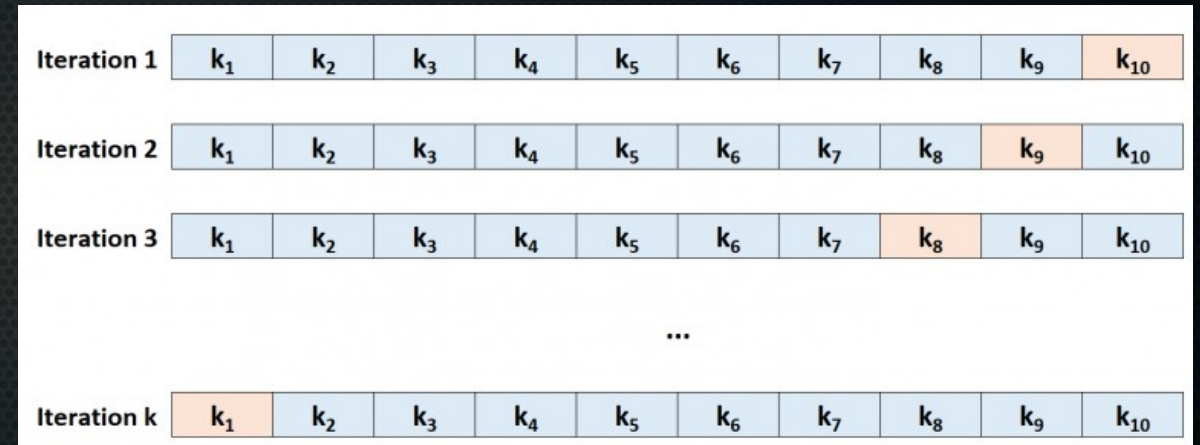 Iteration 1 k₁ k₂ k₃ k₄ k₅ k₆ k₇ k₈ k₉ k₁₀
Iteration 2 k₁ k₂ k₃ k₄ k₅ k₆ k₇ k₈ k₉ k₁₀
Iteration 3 k₁ k₂ k₃ k₄ k₅ k₆ k₇ k₈ k₉ k₁₀
...
Iteration k k₁ k₂ k₃ k₄ k₅ k₆ k₇ k₈ k₉ k₁₀